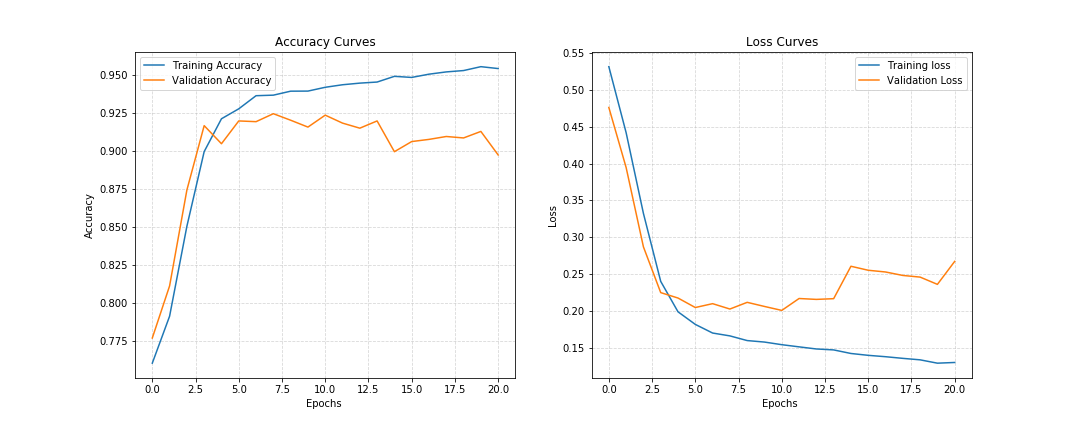 Accuracy Curves
Training Accuracy
Validation Accuracy
0.950
0.925
0.900
0.875
0.850
0.825
0.800
0.775
Accuracy
0.0 2.5 5.0 7.5 10.0 12.5 15.0 17.5 20.0
Epochs
Loss Curves
Training loss
Validation Loss
0.55
0.50
0.45
0.40
0.35
0.30
0.25
0.20
0.15
Loss
0.0 2.5 5.0 7.5 10.0 12.5 15.0 17.5 20.0
Epochs